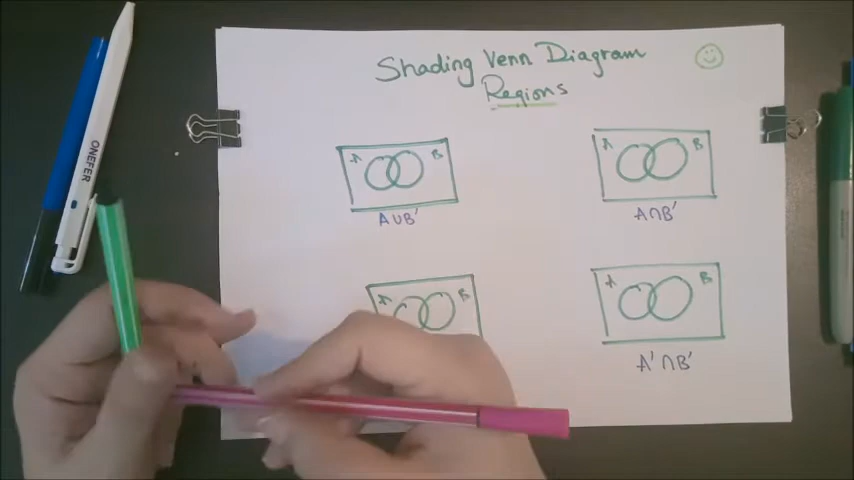 Shading Venn Diagram
Regions
A B
A∪B'
A B
A∩B'
A B
A B
A'∩B'
ONEFER